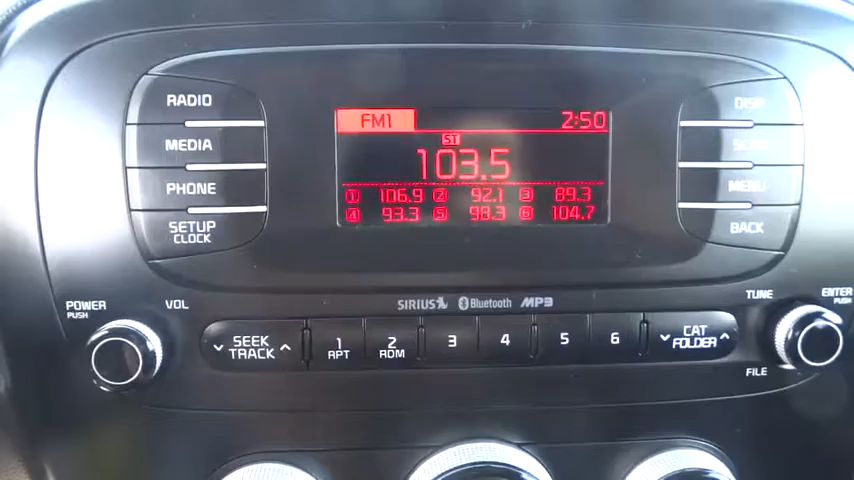 RADIO
MEDIA
PHONE
SETUP
CLOCK
FM1 2:50
ST
103.5
1 106.9 2 92.1 3 89.3
4 93.3 5 98.3 6 104.7
DISP
SCAN
MENU
BACK
POWER
PUSH
VOL
SIRIUS Bluetooth MP3
TUNE
ENTER
PUSH
SEEK
TRACK
1
RPT
2
RDM
3
4
5
6
CAT
FOLDER
FILE